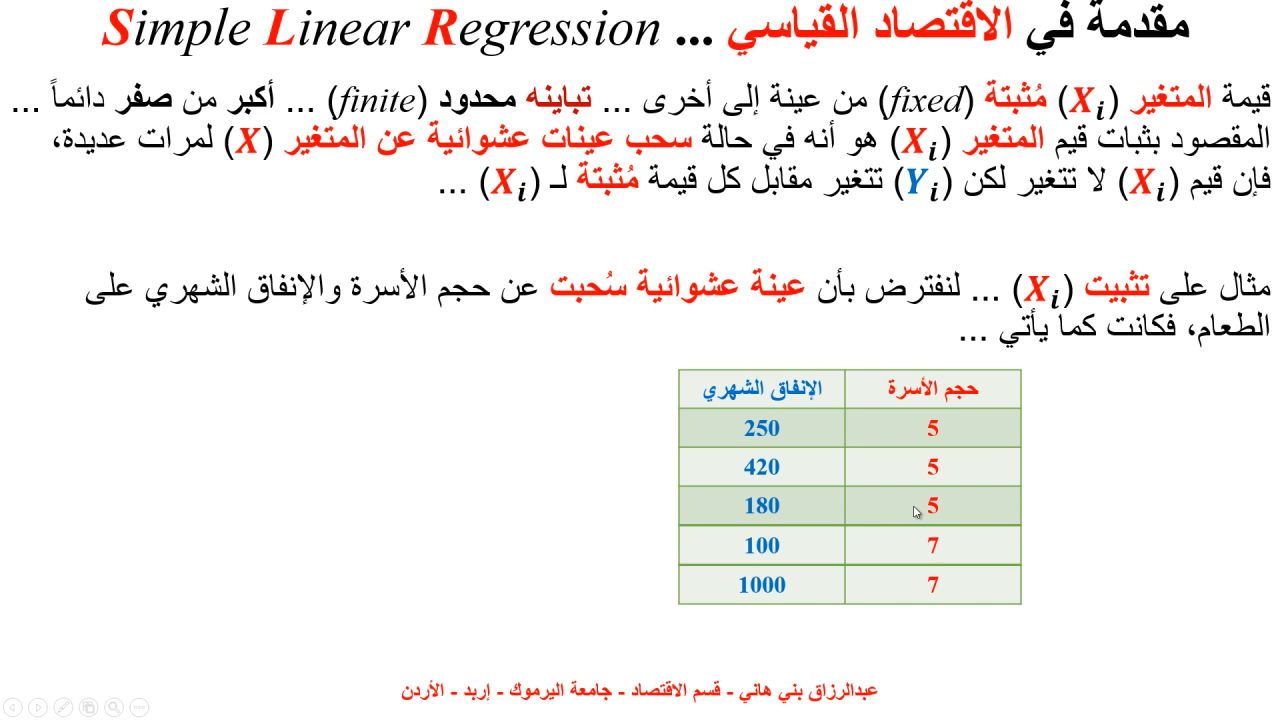 مقدمة في الاقتصاد القياسي ... Simple Linear Regression
قيمة المتغير (Xi) مُثبتة (fixed) من عينة إلى أخرى ... تباينه محدود (finite) ... أكبر من صفر دائماً ...
المقصود بثبات قيم المتغير (Xi) هو أنه في حالة سحب عينات عشوائية عن المتغير (X) لمرات عديدة،
فإن قيم (Xi) لا تتغير لكن (Yi) تتغير مقابل كل قيمة مُثبتة لـ (Xi) ...
مثال على تثبيت (Xi) ... لنفترض بأن عينة عشوائية سُحبت عن حجم الأسرة والإنفاق الشهري على
الطعام، فكانت كما يأتي ...
حجم الأسرة الإنفاق الشهري
5 250
5 420
5 180
7 100
7 1000
عبدالرزاق بني هاني - قسم الاقتصاد - جامعة اليرموك - إربد - الأردن